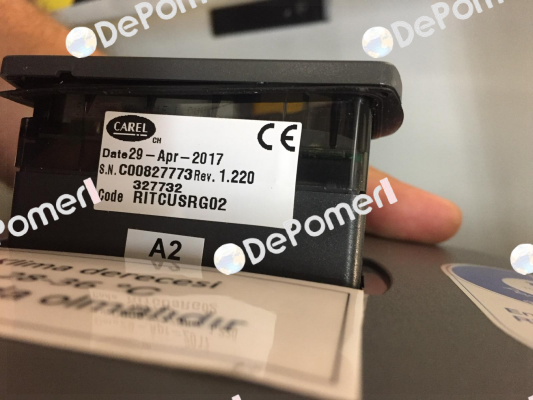 DePomerl
DePomerl
CAREL
CH
CE
Date 29-Apr-2017
S.N. C00827773 Rev. 1.220
327732
Code RITCUSRG02
DePomerl
DePomerl
A2
derecesi
°C
olmalıdır